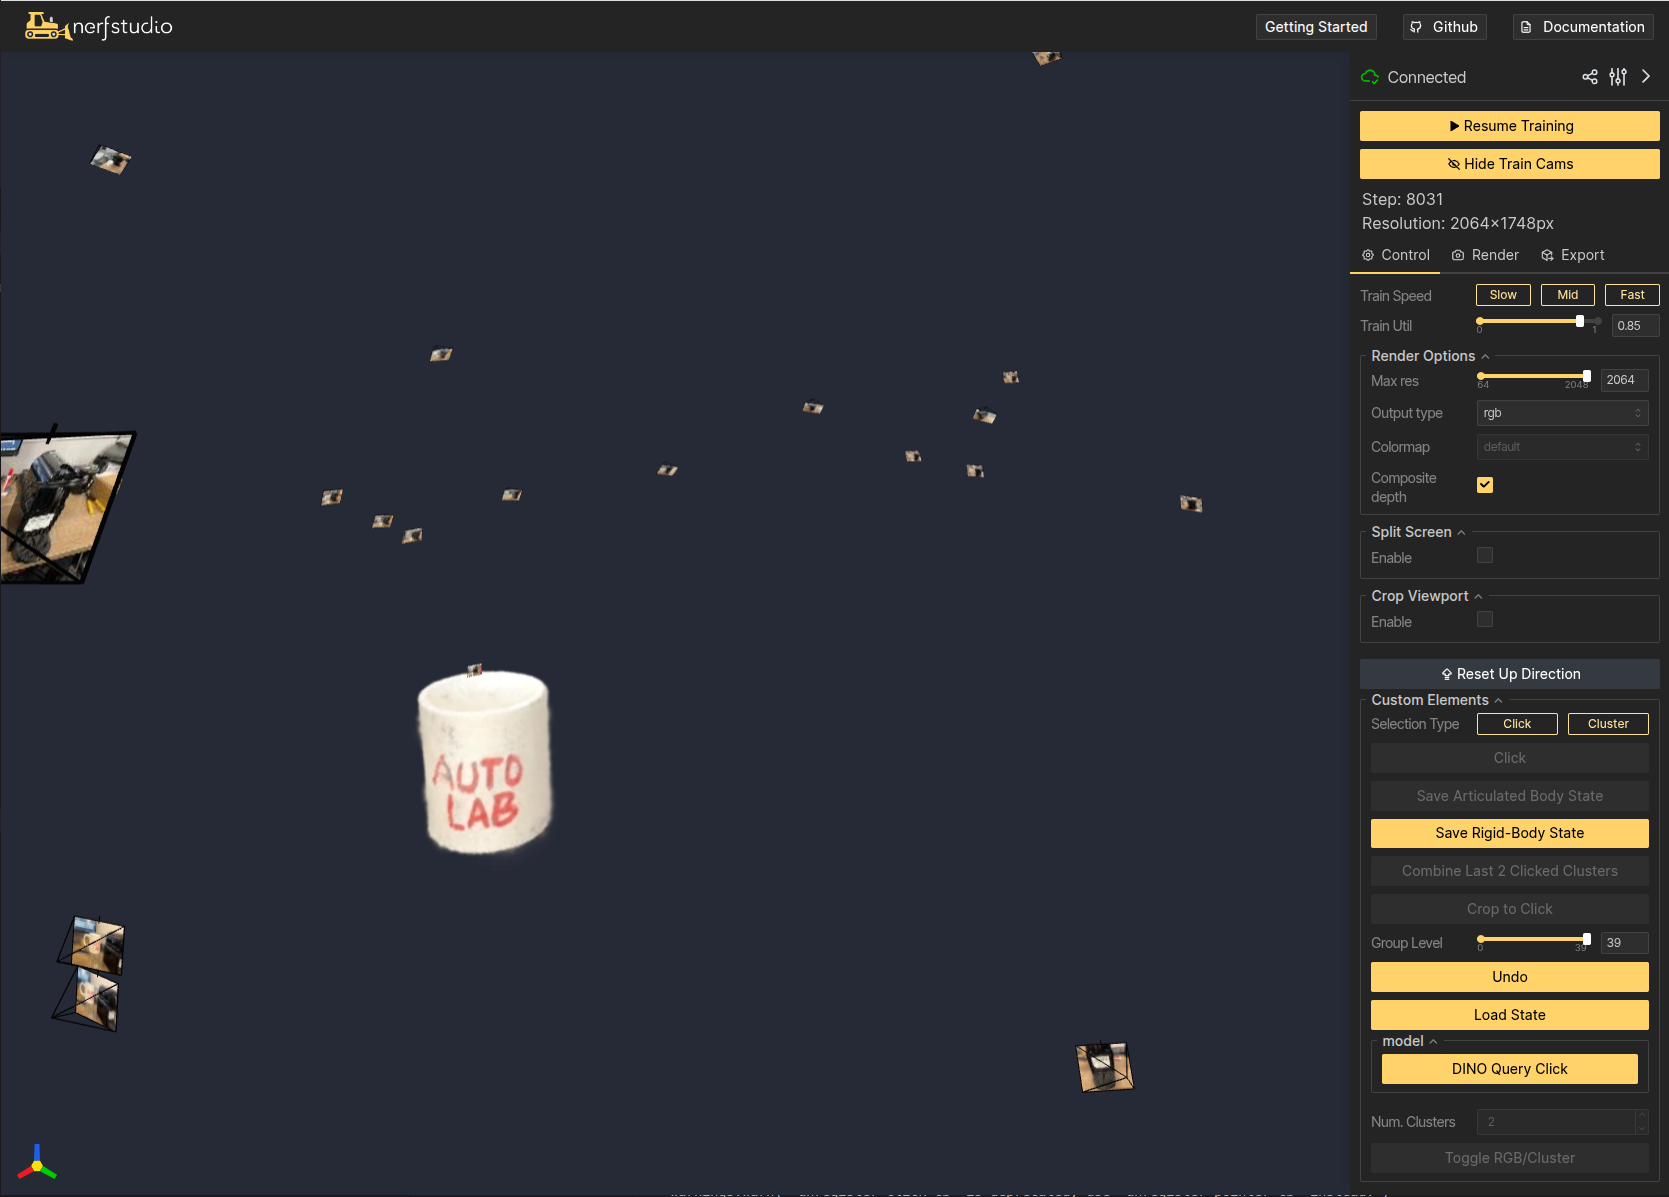 nerfstudio
Getting Started
Github
Documentation
Connected
Resume Training
Hide Train Cams
Step: 8031
Resolution: 2064×1748px
Control
Render
Export
Train Speed
Slow
Mid
Fast
Train Util
0
1
0.85
Render Options
Max res
64
2048
2064
Output type
rgb
Colormap
default
Composite
depth
Split Screen
Enable
Crop Viewport
Enable
AUTO
LAB
Reset Up Direction
Custom Elements
Selection Type
Click
Cluster
Click
Save Articulated Body State
Save Rigid-Body State
Combine Last 2 Clicked Clusters
Crop to Click
Group Level
0
39
39
Undo
Load State
model
DINO Query Click
Num. Clusters
2
Toggle RGB/Cluster